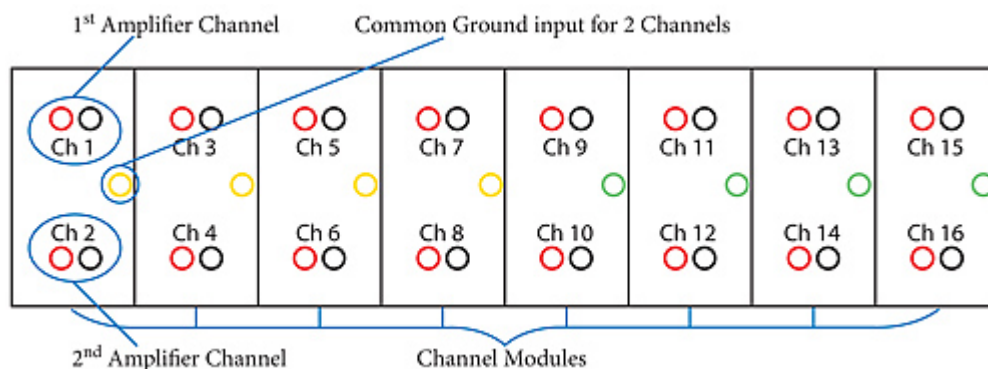 1st Amplifier Channel
Common Ground input for 2 Channels
Ch 1
Ch 3
Ch 5
Ch 7
Ch 9
Ch 11
Ch 13
Ch 15
Ch 2
Ch 4
Ch 6
Ch 8
Ch 10
Ch 12
Ch 14
Ch 16
2nd Amplifier Channel
Channel Modules